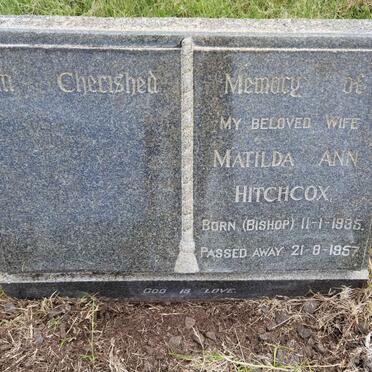 In Cherished Memory of
My Beloved Wife
Matilda Ann
Hitchcox,
Born (Bishop) 11-1-1935.
Passed away 21-8-1957
God is Love.